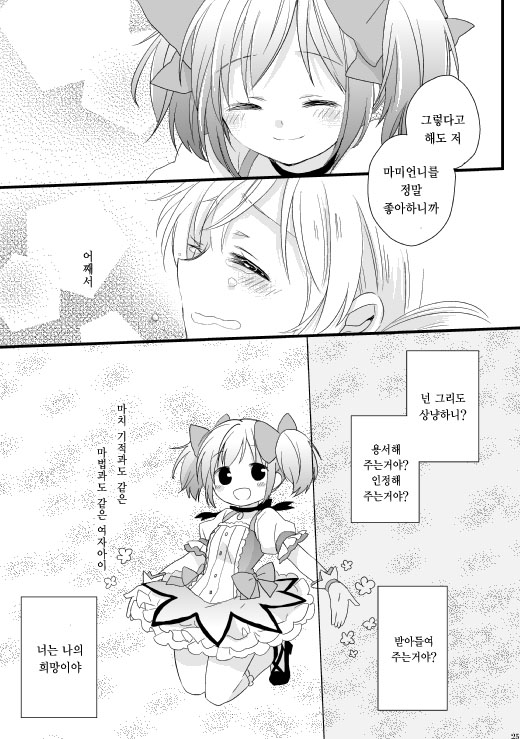 그렇다고
해도 저
마미언니를
정말
좋아하니까
어째서
넌 그리도
상냥하니?
용서해
주는거야?
인정해
주는거야?
받아들여
주는거야?
마치 기적과도 같은
마법과도 같은 여자아이
너는 나의
희망이야
25